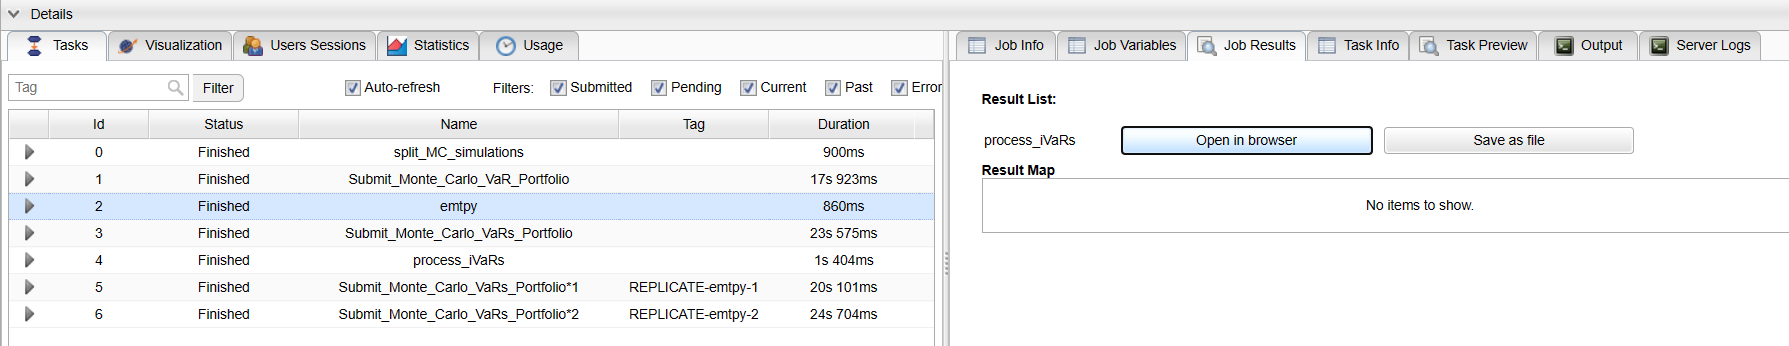 Details
Tasks Visualization Users Sessions Statistics Usage
Tag Filter Auto-refresh Filters: Submitted Pending Current Past Error
Id Status Name Tag Duration
0 Finished split_MC_simulations 900ms
1 Finished Submit_Monte_Carlo_VaR_Portfolio 17s 923ms
2 Finished emtpy 860ms
3 Finished Submit_Monte_Carlo_VaRs_Portfolio 23s 575ms
4 Finished process_iVaRs 1s 404ms
5 Finished Submit_Monte_Carlo_VaRs_Portfolio*1 REPLICATE-emtpy-1 20s 101ms
6 Finished Submit_Monte_Carlo_VaRs_Portfolio*2 REPLICATE-emtpy-2 24s 704ms
Job Info Job Variables Job Results Task Info Task Preview Output Server Logs
Result List:
process_iVaRs Open in browser Save as file
Result Map
No items to show.